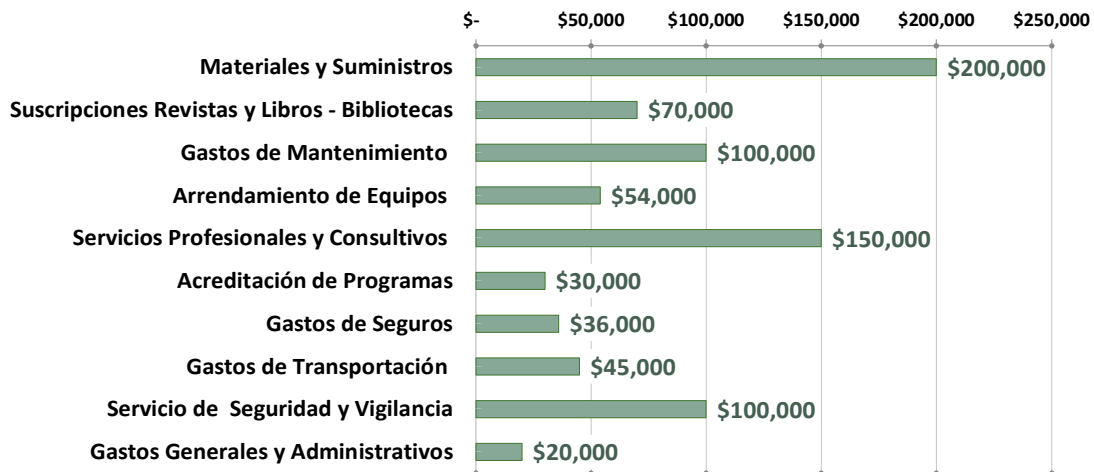 $- $50,000 $100,000 $150,000 $200,000 $250,000
Materiales y Suministros $200,000
Suscripciones Revistas y Libros - Bibliotecas $70,000
Gastos de Mantenimiento $100,000
Arrendamiento de Equipos $54,000
Servicios Profesionales y Consultivos $150,000
Acreditación de Programas $30,000
Gastos de Seguros $36,000
Gastos de Transportación $45,000
Servicio de Seguridad y Vigilancia $100,000
Gastos Generales y Administrativos $20,000